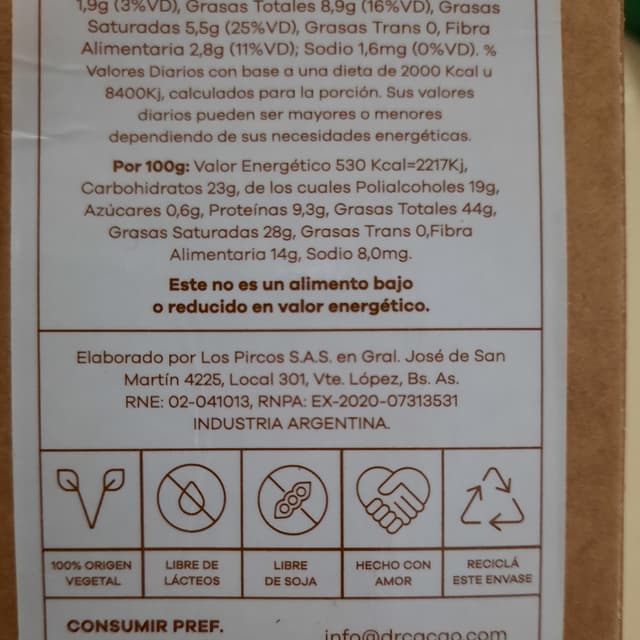 1,9g (3%VD), Grasas Totales 8,9g (16%VD), Grasas
Saturadas 5,5g (25%VD), Grasas Trans 0, Fibra
Alimentaria 2,8g (11%VD); Sodio 1,6mg (0%VD). %
Valores Diarios con base a una dieta de 2000 Kcal u
8400Kj, calculados para la porción. Sus valores
diarios pueden ser mayores o menores
dependiendo de sus necesidades energéticas.
Por 100g: Valor Energético 530 Kcal=2217Kj,
Carbohidratos 23g, de los cuales Polialcoholes 19g,
Azúcares 0,6g, Proteínas 9,3g, Grasas Totales 44g,
Grasas Saturadas 28g, Grasas Trans 0,Fibra
Alimentaria 14g, Sodio 8,0mg.
Este no es un alimento bajo
o reducido en valor energético.
Elaborado por Los Pircos S.A.S. en Gral. José de San
Martín 4225, Local 301, Vte. López, Bs. As.
RNE: 02-041013, RNPA: EX-2020-07313531
INDUSTRIA ARGENTINA.
100% ORIGEN
VEGETAL
LIBRE DE
LÁCTEOS
LIBRE
DE SOJA
HECHO CON
AMOR
RECICLÁ
ESTE ENVASE
CONSUMIR PREF.
info@drcacao.com